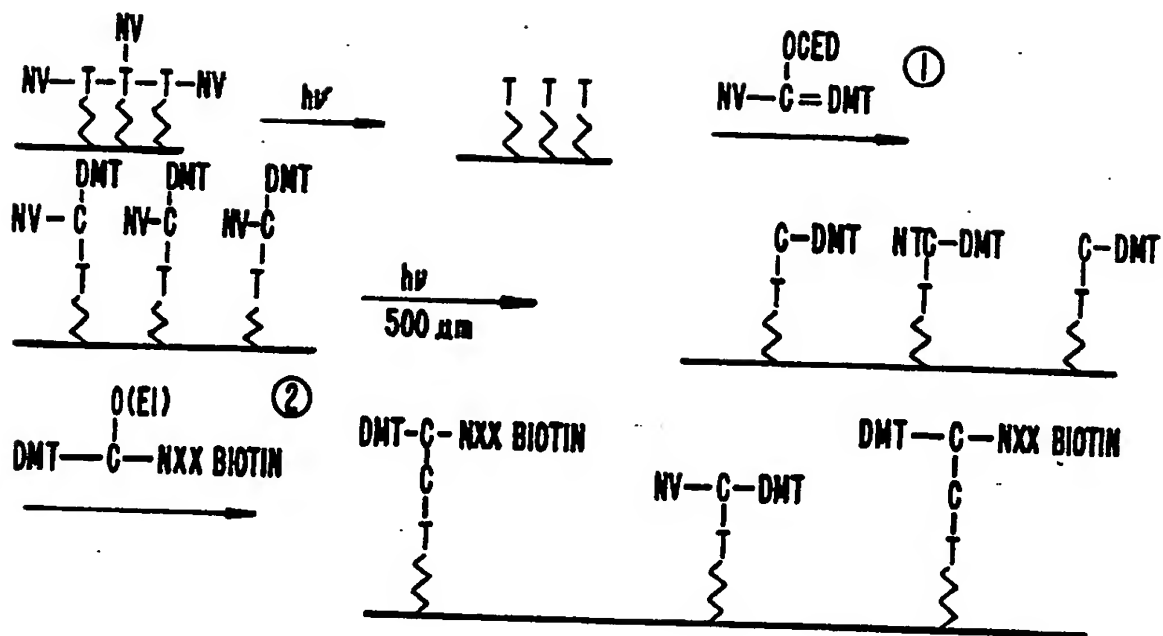 NV
NV—T—T—T—NV
hν
T T T
OCED
NV—C=DMT
①
DMT DMT DMT
NV—C NV—C NV—C
T T T
hν
500 µm
C—DMT NTC—DMT C—DMT
T T T
O(EI)
②
DMT—C—NXX BIOTIN
DMT—C—NXX BIOTIN
C
T
NV—C—DMT
T
DMT—C—NXX BIOTIN
C
T